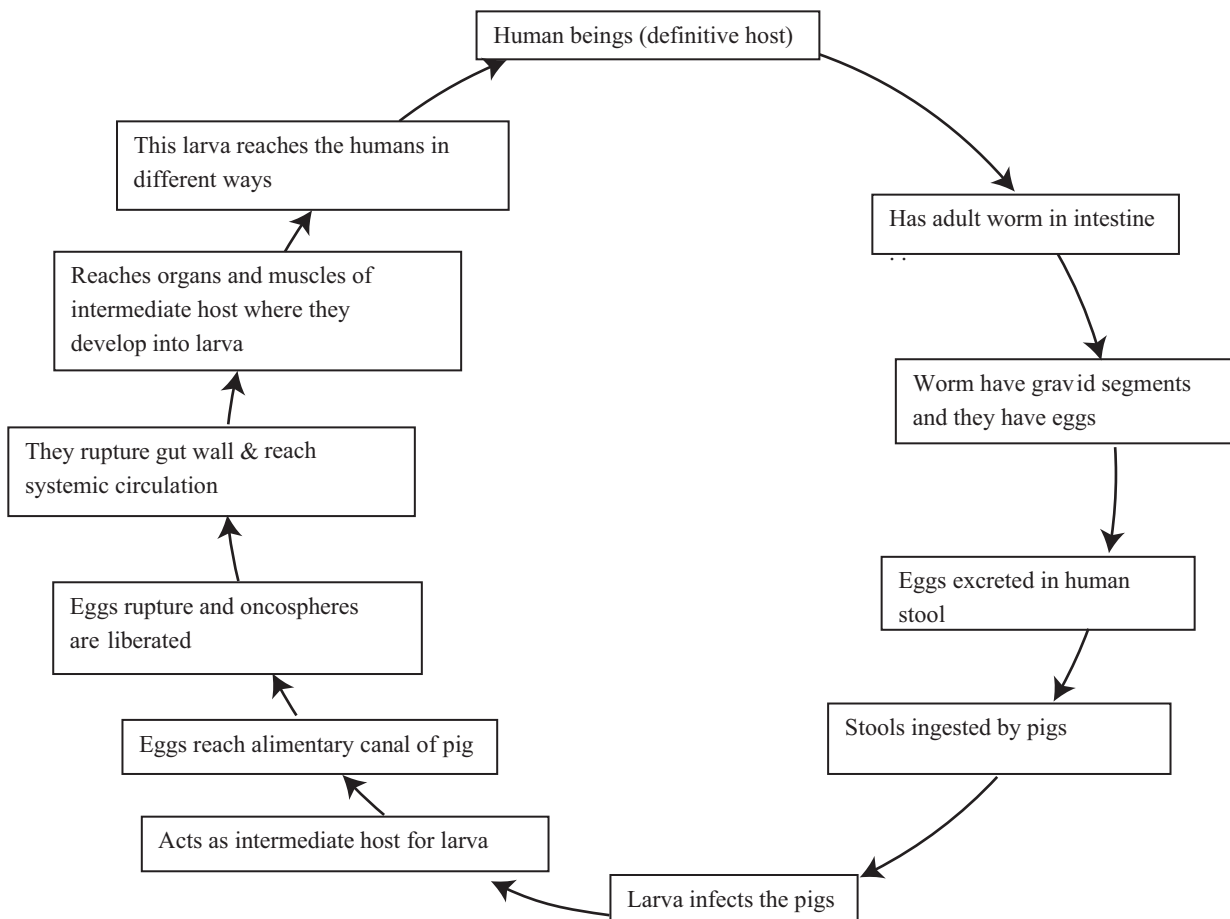 Human beings (definitive host)
Has adult worm in intestine
Worm have gravid segments
and they have eggs
Eggs excreted in human
stool
Stools ingested by pigs
Larva infects the pigs
Acts as intermediate host for larva
Eggs reach alimentary canal of pig
Eggs rupture and oncospheres
are liberated
They rupture gut wall & reach
systemic circulation
Reaches organs and muscles of
intermediate host where they
develop into larva
This larva reaches the humans in
different ways